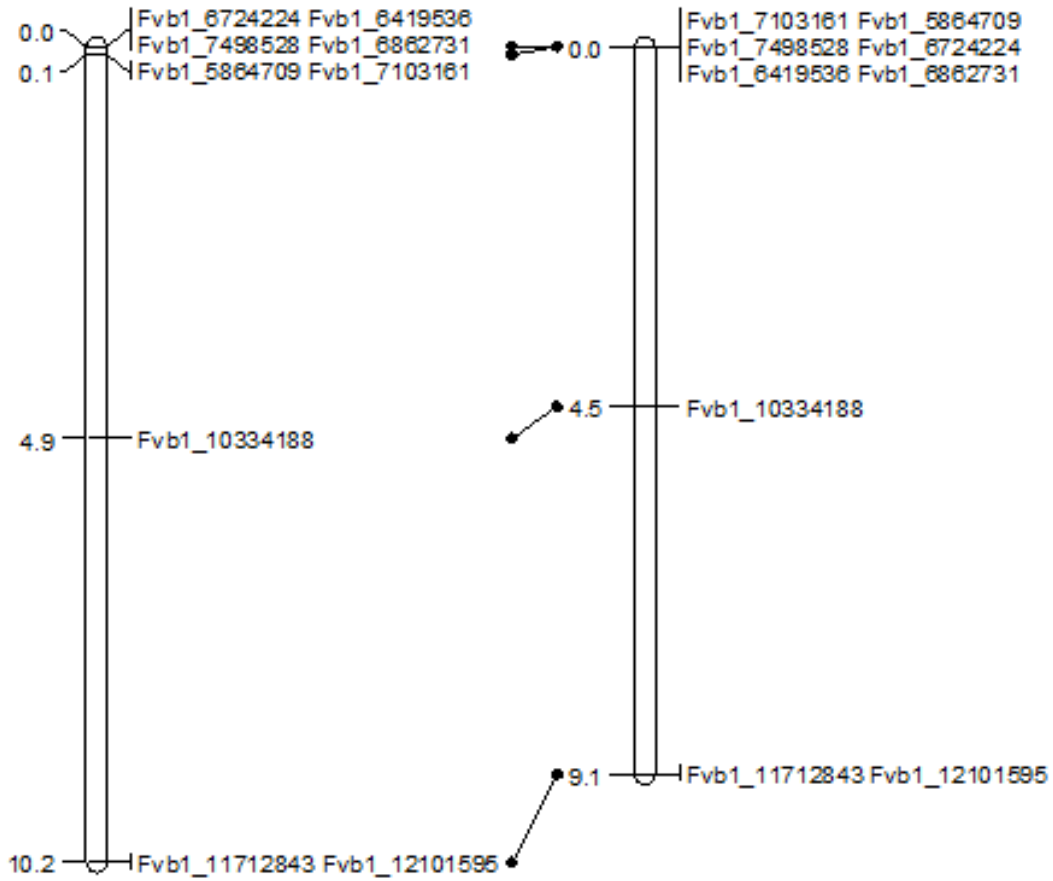 0.0
Fvb1_6724224 Fvb1_6419536
Fvb1_7498528 Fvb1_6862731
0.1
Fvb1_5864709 Fvb1_7103161
4.9
Fvb1_10334188
10.2
Fvb1_11712843 Fvb1_12101595
0.0
Fvb1_7103161 Fvb1_5864709
Fvb1_7498528 Fvb1_6724224
Fvb1_6419536 Fvb1_6862731
4.5
Fvb1_10334188
9.1
Fvb1_11712843 Fvb1_12101595